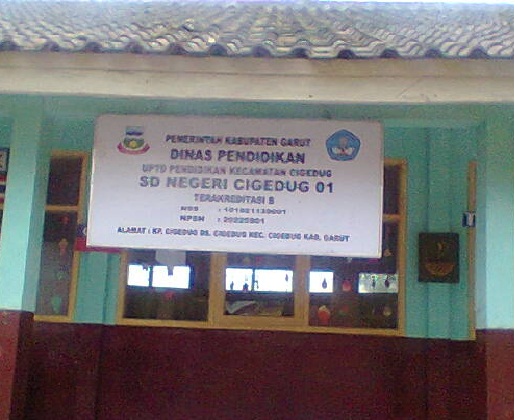 PEMERINTAH KABUPATEN GARUT
DINAS PENDIDIKAN
UPTD PENDIDIKAN KECAMATAN CIGEDUG
SD NEGERI CIGEDUG 01
TERAKREDITASI B
NSS :
NPSN :
ALAMAT : KP. CIGEDUG DS. CIGEDUG KEC. CIGEDUG KAB. GARUT